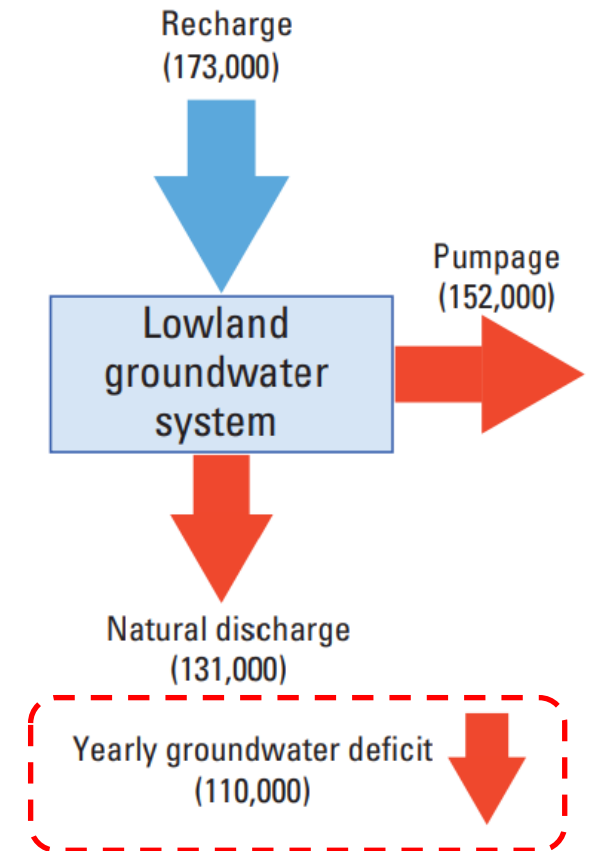 Recharge
(173,000)
Pumpage
(152,000)
Lowland
groundwater
system
Natural discharge
(131,000)
Yearly groundwater deficit
(110,000)